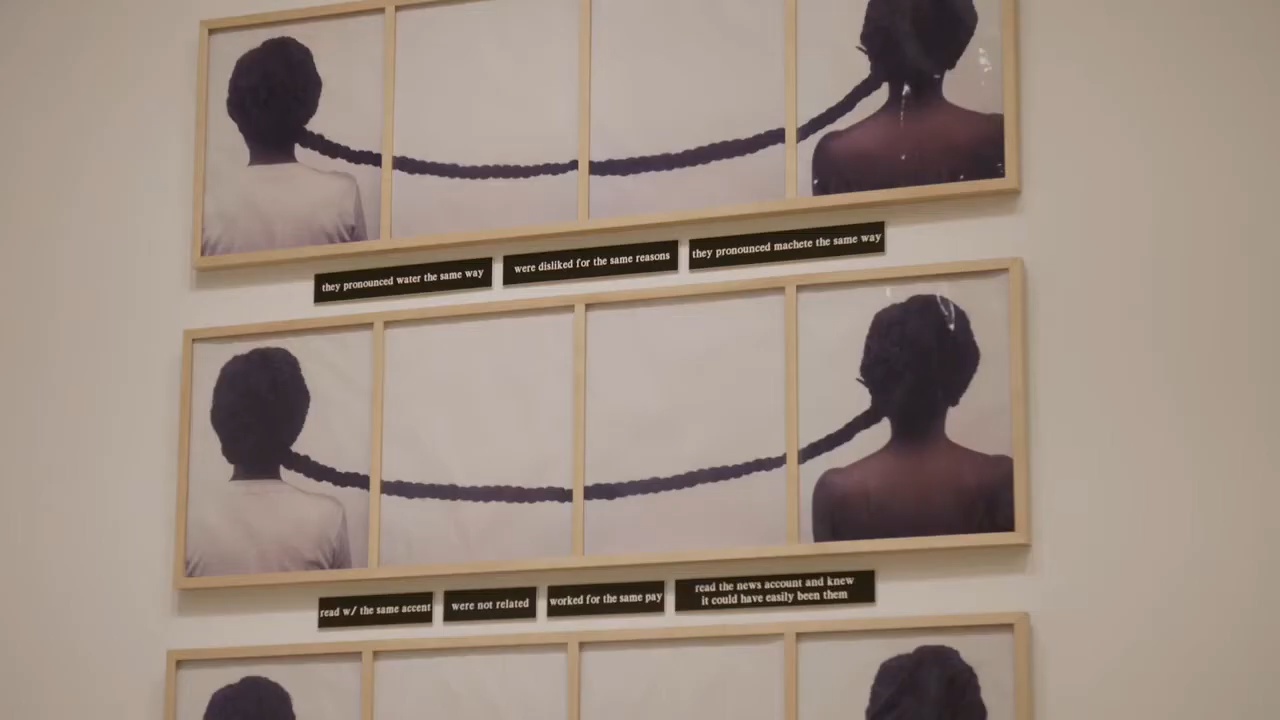 they pronounced water the same way
were disliked for the same reasons
they pronounced machete the same way
read w/ the same accent
were not related
worked for the same pay
read the news account and knew
it could have easily been them